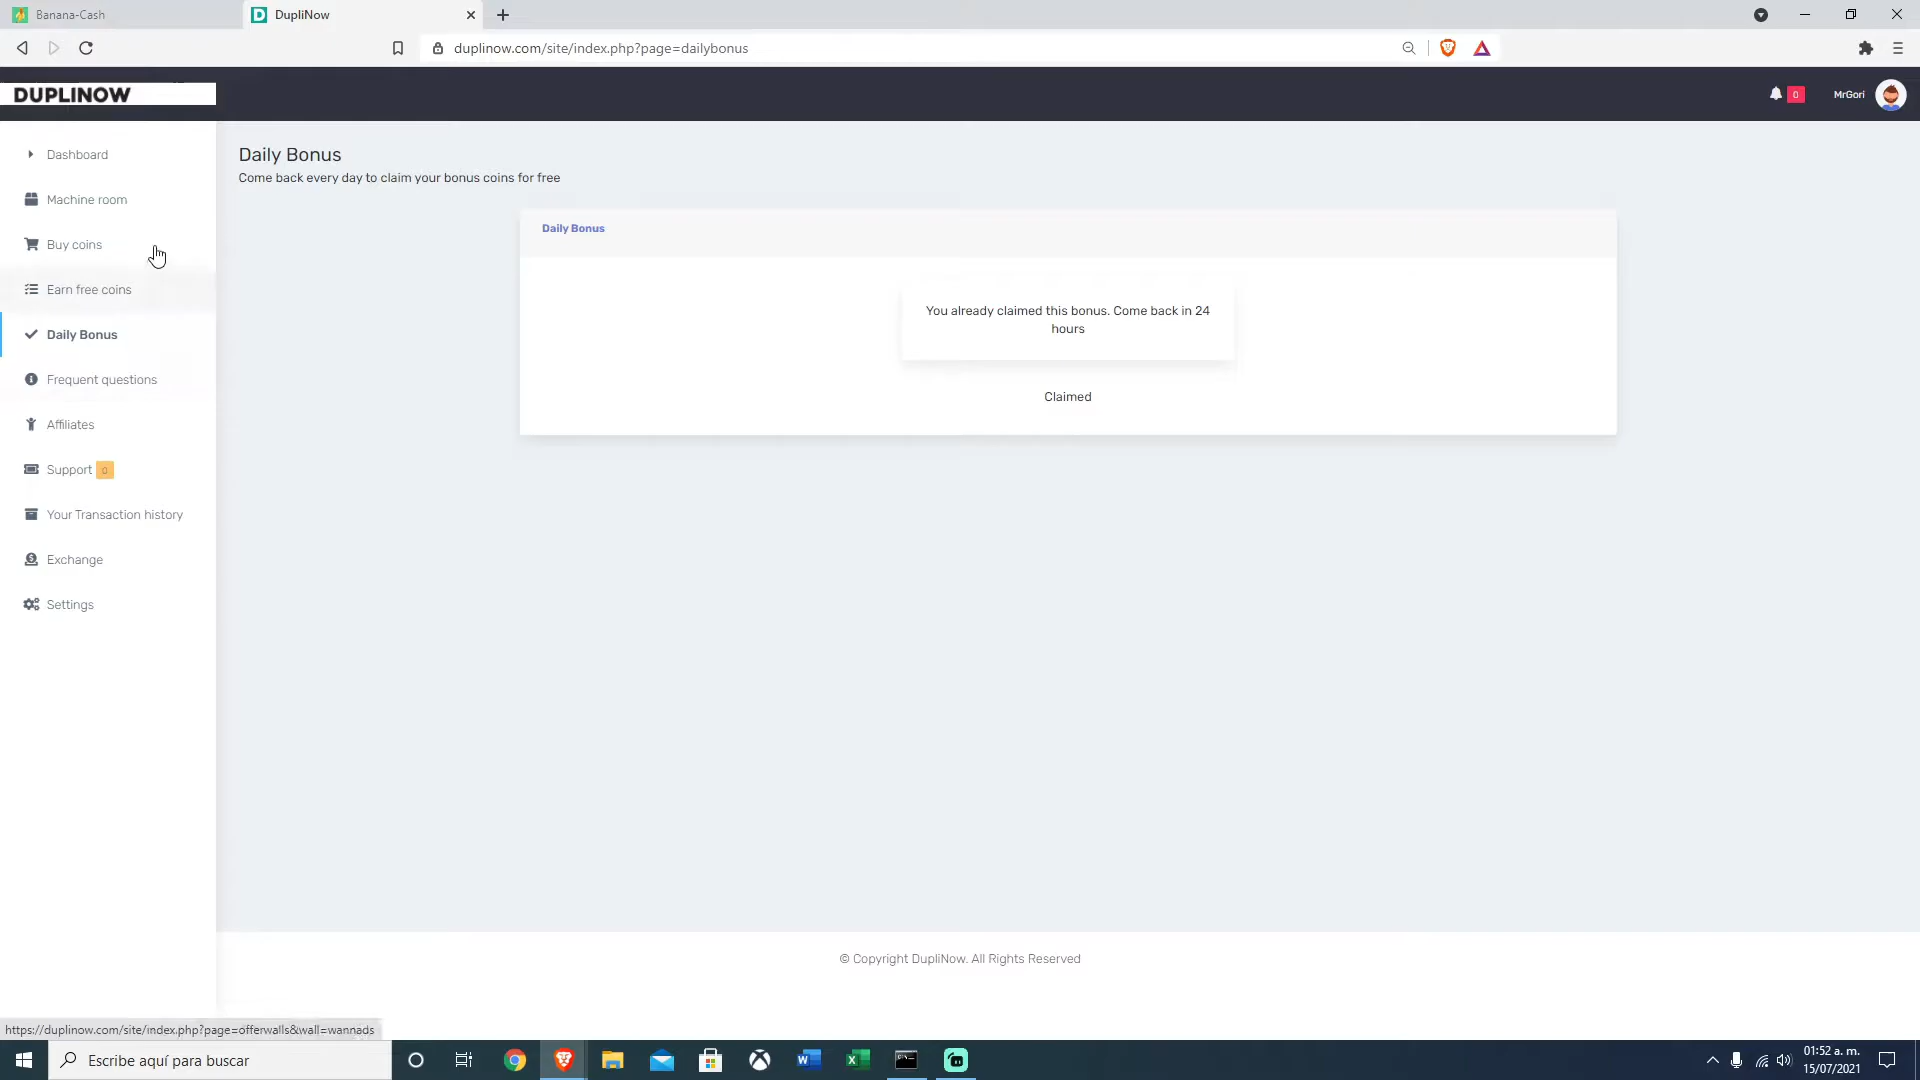 Banana-Cash
DupliNow
duplinow.com/site/index.php?page=dailybonus
DUPLINOW
0
MrGori
Dashboard
Machine room
Buy coins
Earn free coins
Daily Bonus
Frequent questions
Affiliates
Support 0
Your Transaction history
Exchange
Settings
Daily Bonus
Come back every day to claim your bonus coins for free
Daily Bonus
You already claimed this bonus. Come back in 24
hours
Claimed
© Copyright DupliNow. All Rights Reserved
https://duplinow.com/site/index.php?page=offerwalls&wall=wannads
Escribe aquí para buscar
01:52 a. m.
15/07/2021